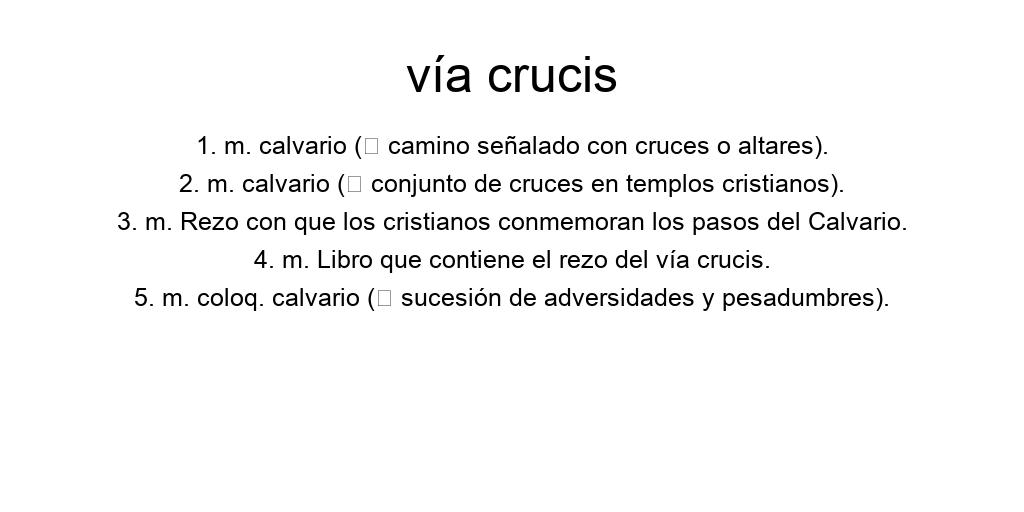 vía crucis
1. m. calvario (□ camino señalado con cruces o altares).
2. m. calvario (□ conjunto de cruces en templos cristianos).
3. m. Rezo con que los cristianos conmemoran los pasos del Calvario.
4. m. Libro que contiene el rezo del vía crucis.
5. m. coloq. calvario (□ sucesión de adversidades y pesadumbres).